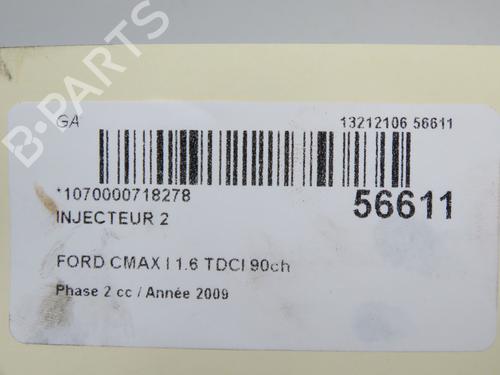 GA
13212106 56611
*1070000718278
56611
INJECTEUR 2
FORD CMAX I 1.6 TDCI 90ch
Phase 2 cc / Année 2009
B-PARTS